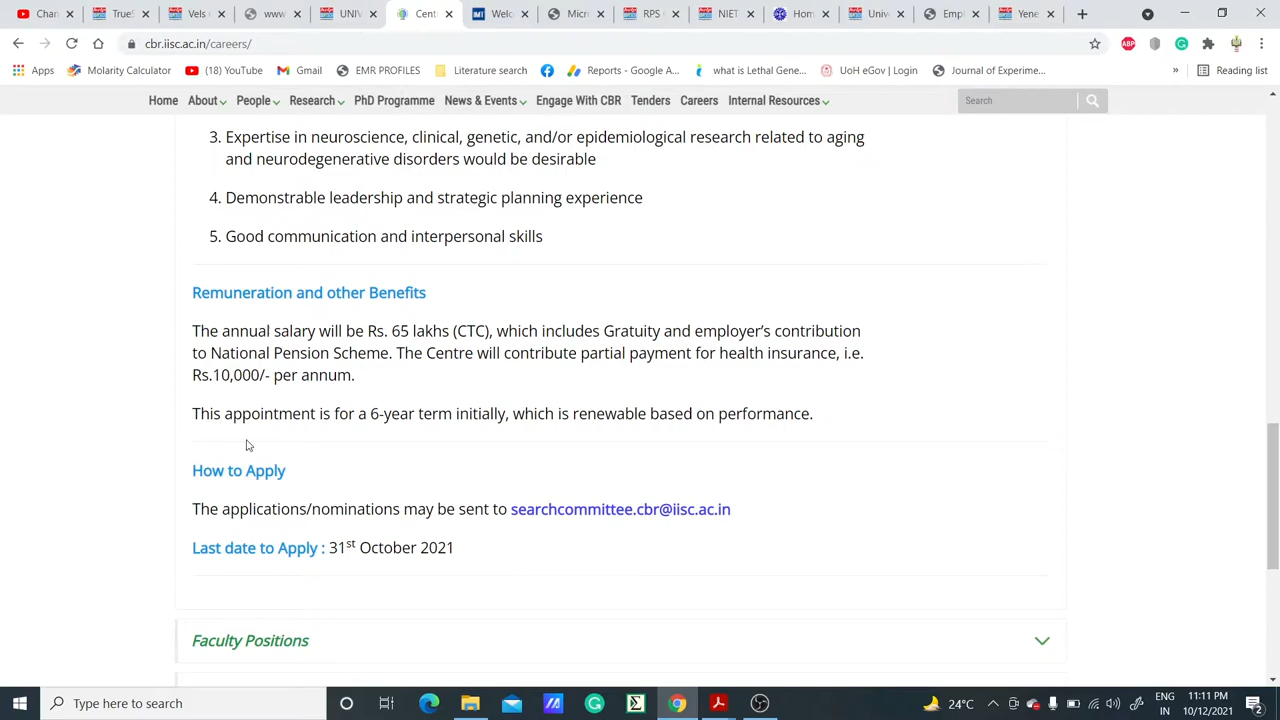 Chan
TrueS
Vels
www
UNIV
Cent
Welc
Micr
RPS
NIET
Hom
Unive
Empl
Yene
cbr.iisc.ac.in/careers/
ABP
Apps
Molarity Calculator
(18) YouTube
Gmail
EMR PROFILES
Literature search
Reports - Google A...
what is Lethal Gene...
UoH eGov | Login
Journal of Experime...
»
Reading list
Home About People Research PhD Programme News & Events Engage With CBR Tenders Careers Internal Resources
Search
3. Expertise in neuroscience, clinical, genetic, and/or epidemiological research related to aging
and neurodegenerative disorders would be desirable
4. Demonstrable leadership and strategic planning experience
5. Good communication and interpersonal skills
Remuneration and other Benefits
The annual salary will be Rs. 65 lakhs (CTC), which includes Gratuity and employer's contribution
to National Pension Scheme. The Centre will contribute partial payment for health insurance, i.e.
Rs.10,000/- per annum.
This appointment is for a 6-year term initially, which is renewable based on performance.
How to Apply
The applications/nominations may be sent to searchcommittee.cbr@iisc.ac.in
Last date to Apply : 31st October 2021
Faculty Positions
Type here to search
24°C
ENG
IN
11:11 PM
10/12/2021
2